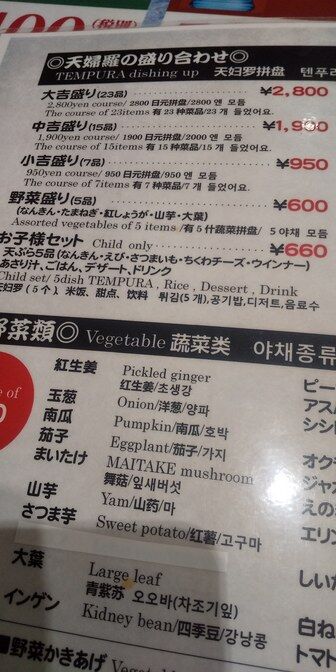 (税別)
◎天婦羅の盛り合わせ◎
TEMPURA dishing up 天妇罗拼盘
大吉盛り(23品) ¥2,800
2,800yen course/ 2800 日元拼盘/2800 엔 모듬
The course of 23items 有 23 种菜品/23 개 들었어요.
中吉盛り(15品)
1,900yen course/ 1900 日元拼盘/2000 엔 모듬
The course of 15items 有 15 种菜品/15 개 들었어요.
小吉盛り(7品) ¥950
950yen course/ 950 日元拼盘/950 엔 모듬
The course of 7items 有 7 种菜品/7 개 들었어요.
野菜盛り(5品) ¥600
(なんきん・たまねぎ・紅しょうが・山芋・大葉)
Assorted vegetables of 5 items /有 5 什蔬菜拼盘/ 5 야채 모듬
お子様セット Child only ¥660
天ぷら5品(なんきん・えび・さつまいも・ちくわチーズ・ウインナー)
あさり汁、ごはん、デザート、ドリンク
Child set/ 5dish TEMPURA , Rice , Dessert , Drink
天妇罗 ( 5 个 ) 米饭、甜点、饮料 튀김(5 개),공기밥,디저트,음료수
野菜類◎ Vegetable 蔬菜类 야채종류
紅生姜 Pickled ginger
红生姜/초생강
玉葱 Onion/洋葱/양파
南瓜 Pumpkin/南瓜/호박
茄子 Eggplant/茄子/가지
まいたけ MAITAKE mushroom
舞菇/잎새버섯
山芋 Yam/山药/마
さつま芋 Sweet potato/红薯/고구마
大葉 Large leaf
青紫苏 오오바(차조기잎)
インゲン Kidney bean/四季豆/강낭콩
■野菜かきあげ